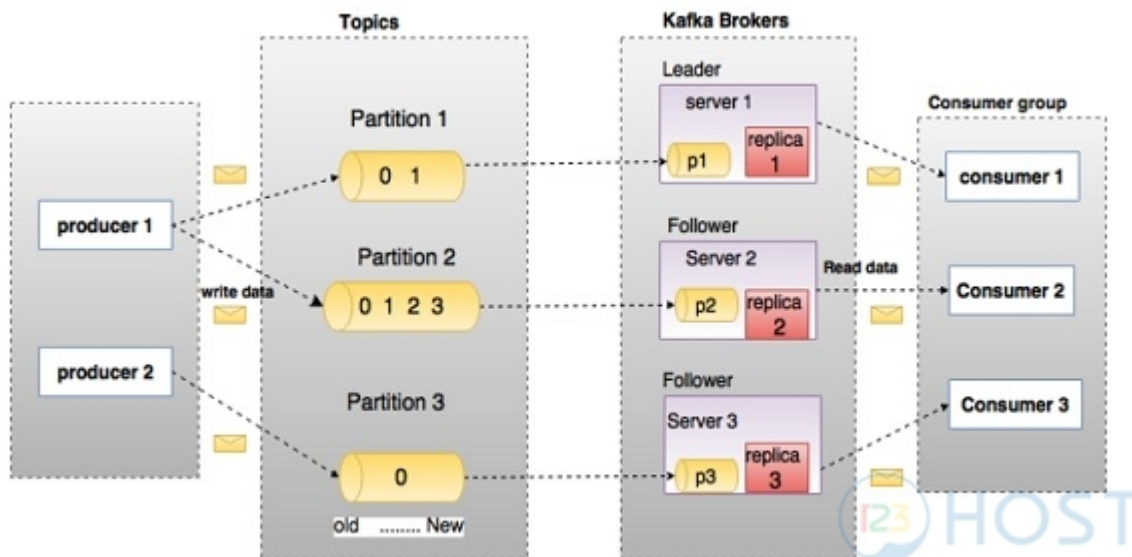 Topics
Kafka Brokers
Leader
server 1
Consumer group
Partition 1
0 1
p1
replica
1
consumer 1
producer 1
Follower
Partition 2
Server 2
Read data
write data
0 1 2 3
p2
replica
2
Consumer 2
producer 2
Follower
Partition 3
Server 3
Consumer 3
0
p3
replica
3
old ......... New
123 HOST